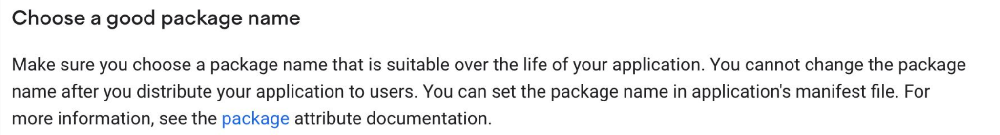 Choose a good package name
Make sure you choose a package name that is suitable over the life of your application. You cannot change the package
name after you distribute your application to users. You can set the package name in application's manifest file. For
more information, see the package attribute documentation.